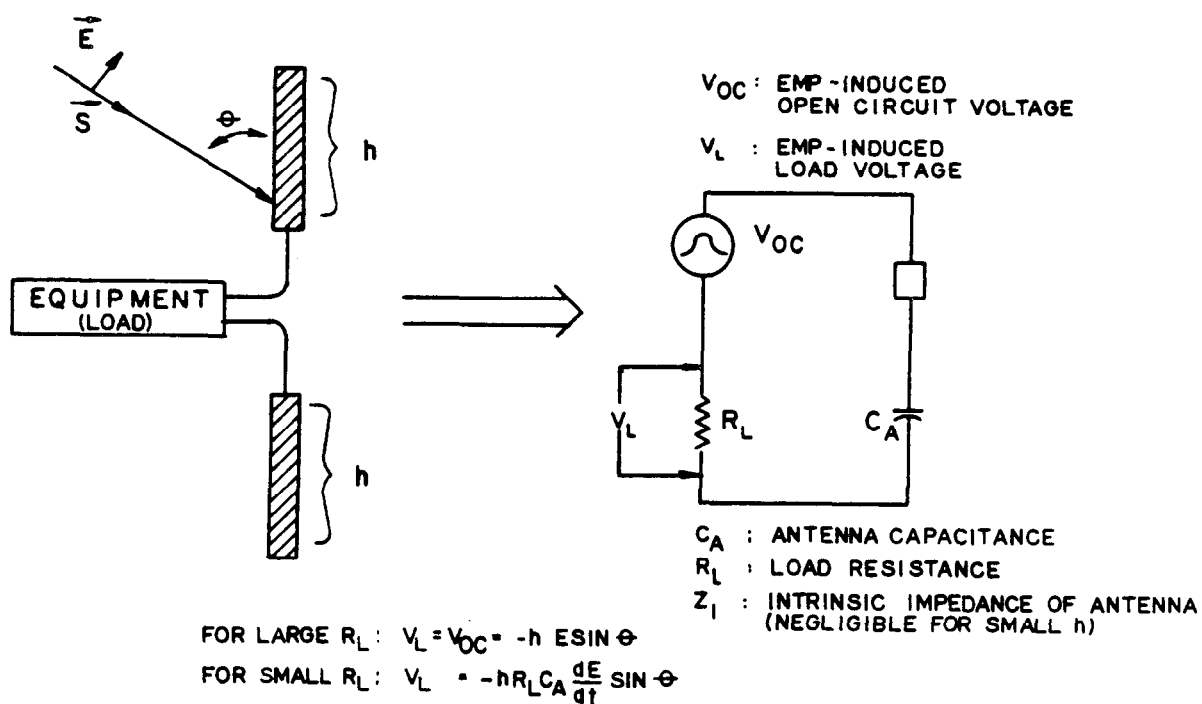 E
S
θ
h
EQUIPMENT
(LOAD)
h
V_OC : EMP-INDUCED
OPEN CIRCUIT VOLTAGE
V_L : EMP-INDUCED
LOAD VOLTAGE
V_OC
V_L
R_L
C_A
C_A : ANTENNA CAPACITANCE
R_L : LOAD RESISTANCE
Z_I : INTRINSIC IMPEDANCE OF ANTENNA
(NEGLIGIBLE FOR SMALL h)
FOR LARGE R_L : V_L = V_OC = -h E SIN θ
FOR SMALL R_L : V_L = -h R_L C_A dE/dt SIN θ